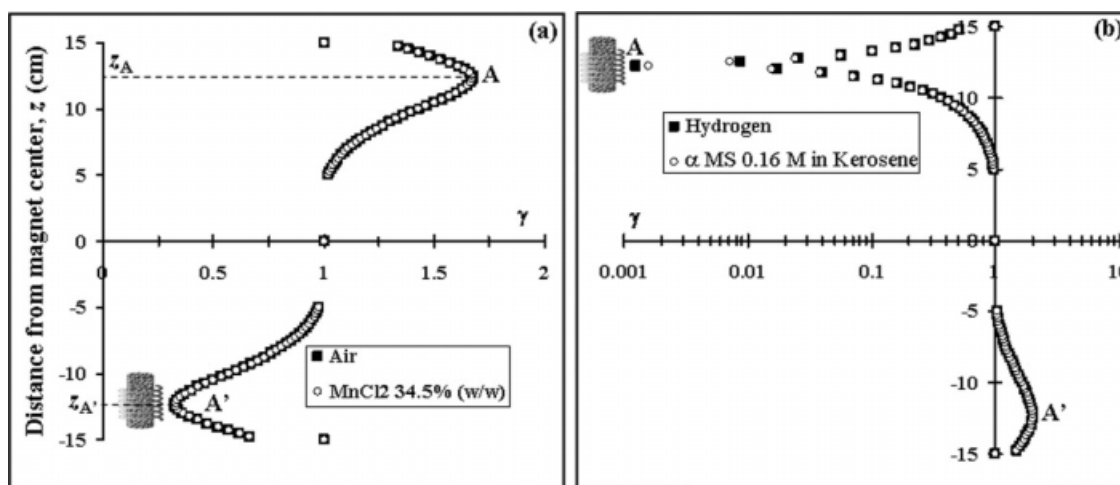 (a)
15
z_A
A
10
5
γ
0
0 0.5 1 1.5 2
-5
Air
MnCl2 34.5% (w/w)
-10
z_A'
A'
-15
Distance from magnet center, z (cm)
(b)
15
A
10
Hydrogen
α MS 0.16 M in Kerosene
5
γ
0
0.001 0.01 0.1 1 10
-5
-10
A'
-15